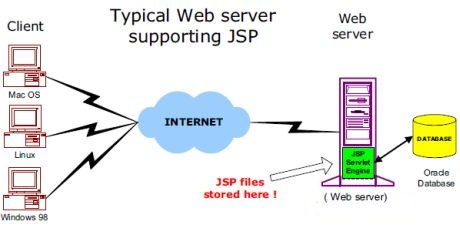 Typical Web server
supporting JSP
Client
Web
server
Mac OS
INTERNET
Linux
DATABASE
JSP
Servlet
Engine
Oracle
Database
JSP files
stored here !
Windows 98
( Web server)